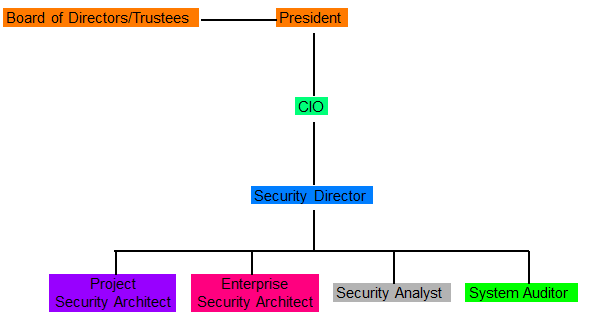 Board of Directors/Trustees
President
CIO
Security Director
Project
Security Architect
Enterprise
Security Architect
Security Analyst
System Auditor